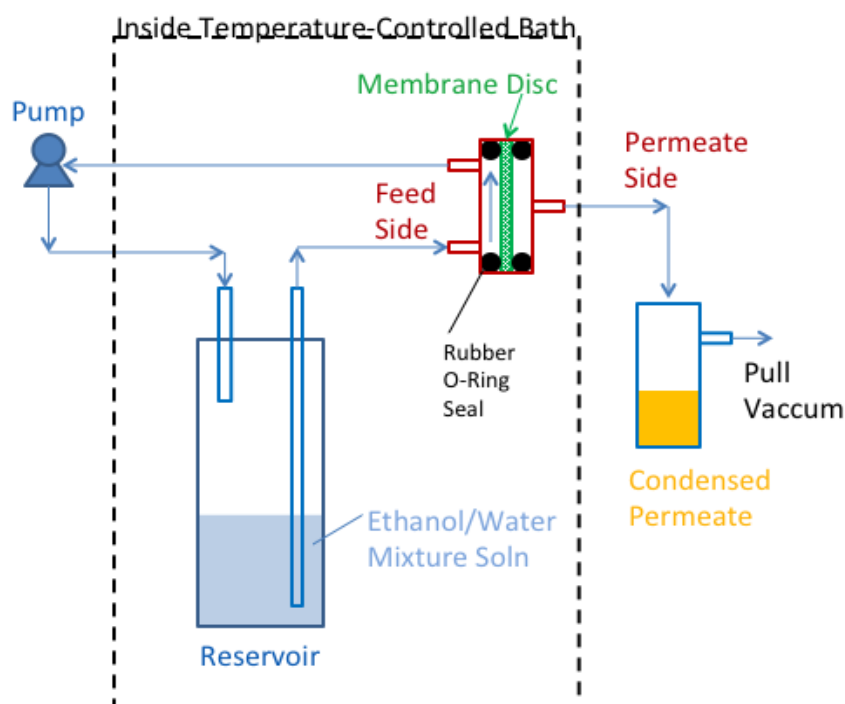 Inside Temperature-Controlled Bath
Membrane Disc
Pump
Permeate
Side
Feed
Side
Rubber
O-Ring
Seal
Pull
Vaccum
Condensed
Permeate
Ethanol/Water
Mixture Soln
Reservoir